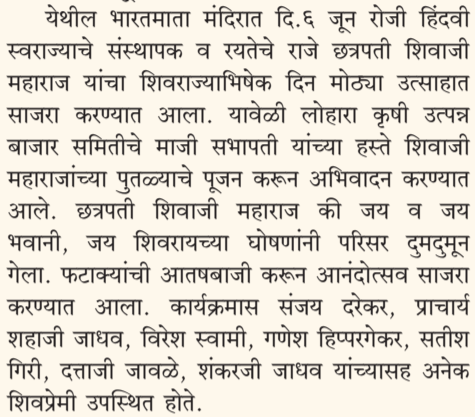 येथील भारतमाता मंदिरात दि.६ जून रोजी हिंदवी
स्वराज्याचे संस्थापक व रयतेचे राजे छत्रपती शिवाजी
महाराज यांचा शिवराज्याभिषेक दिन मोठ्या उत्साहात
साजरा करण्यात आला. यावेळी लोहारा कृषी उत्पन्न
बाजार समितीचे माजी सभापती यांच्या हस्ते शिवाजी
महाराजांच्या पुतळ्याचे पूजन करून अभिवादन करण्यात
आले. छत्रपती शिवाजी महाराज की जय व जय
भवानी, जय शिवरायच्या घोषणांनी परिसर दुमदुमून
गेला. फटाक्यांची आतषबाजी करून आनंदोत्सव साजरा
करण्यात आला. कार्यक्रमास संजय दरेकर, प्राचार्य
शहाजी जाधव, विरेश स्वामी, गणेश हिप्परगेकर, सतीश
गिरी, दत्ताजी जावळे, शंकरजी जाधव यांच्यासह अनेक
शिवप्रेमी उपस्थित होते.